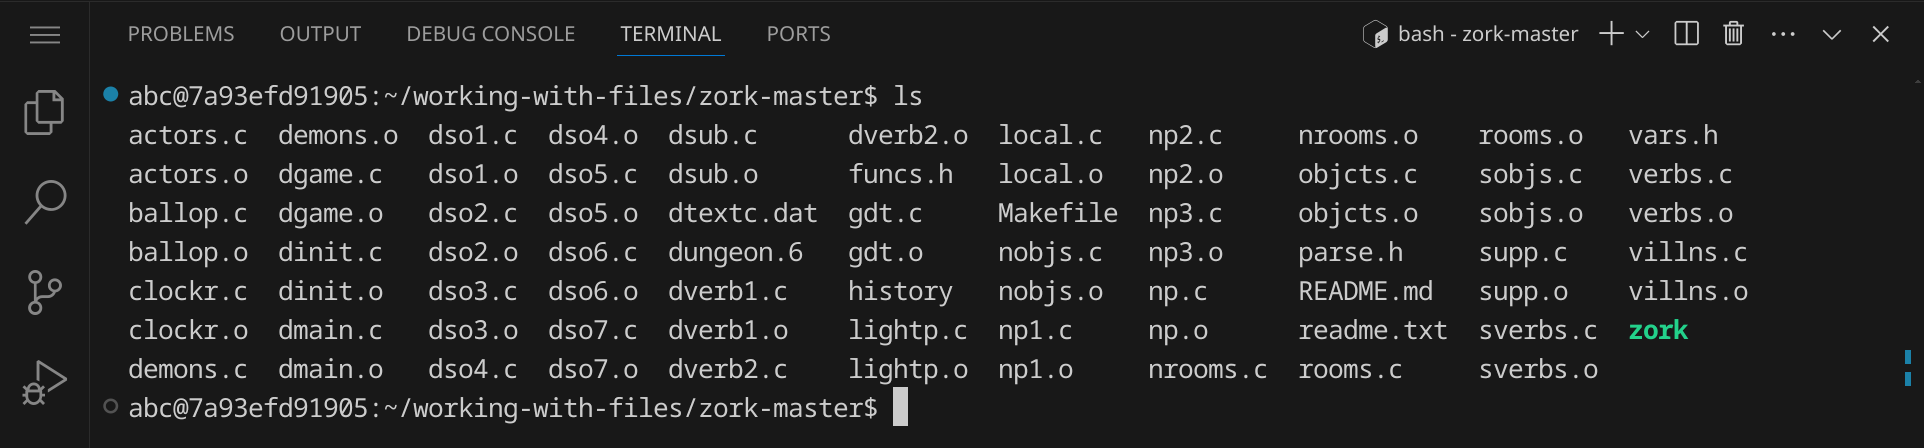 PROBLEMS OUTPUT DEBUG CONSOLE TERMINAL PORTS bash - zork-master
abc@7a93efd91905:~/working-with-files/zork-master$ ls
actors.c demons.o dso1.c dso4.o dsub.c dverb2.o local.c np2.c nrooms.o rooms.o vars.h
actors.o dgame.c dso1.o dso5.c dsub.o funcs.h local.o np2.o objcts.c sobjs.c verbs.c
ballop.c dgame.o dso2.c dso5.o dtextc.dat gdt.c Makefile np3.c objcts.o sobjs.o verbs.o
ballop.o dinit.c dso2.o dso6.c dungeon.6 gdt.o nobjs.c np3.o parse.h supp.c villns.c
clockr.c dinit.o dso3.c dso6.o dverb1.c history nobjs.o np.c README.md supp.o villns.o
clockr.o dmain.c dso3.o dso7.c dverb1.o lightp.c np1.c np.o readme.txt sverbs.c zork
demons.c dmain.o dso4.c dso7.o dverb2.c lightp.o np1.o nrooms.c rooms.c sverbs.o
abc@7a93efd91905:~/working-with-files/zork-master$